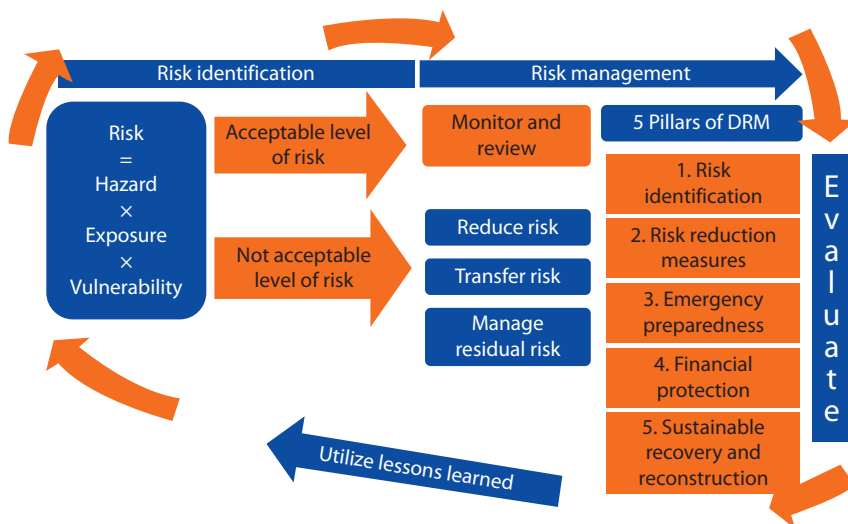 Risk identification
Risk management
Risk
=
Hazard
×
Exposure
×
Vulnerability
Acceptable level
of risk
Not acceptable
level of risk
Monitor and
review
Reduce risk
Transfer risk
Manage
residual risk
5 Pillars of DRM
1. Risk
identification
2. Risk reduction
measures
3. Emergency
preparedness
4. Financial
protection
5. Sustainable
recovery and
reconstruction
Evaluate
Utilize lessons learned